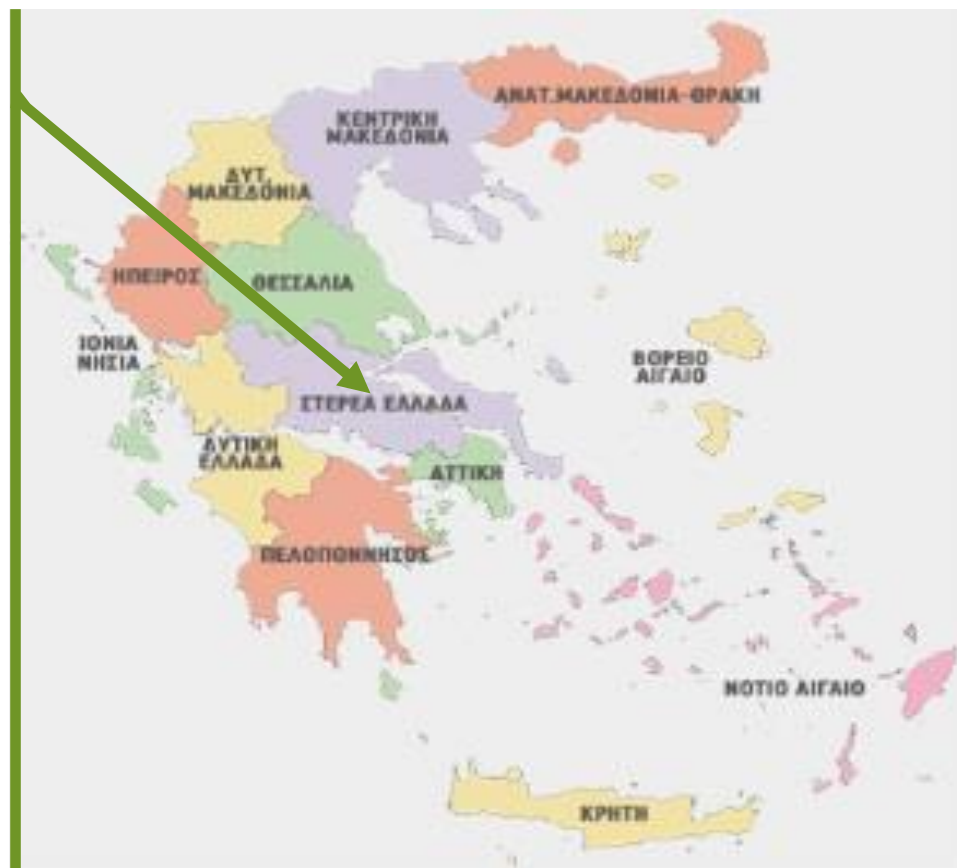 ΑΝΑΤ.ΜΑΚΕΔΟΝΙΑ-ΘΡΑΚΗ
ΚΕΝΤΡΙΚΗ
ΜΑΚΕΔΟΝΙΑ
ΔΥΤ.
ΜΑΚΕΔΟΝΙΑ
ΗΠΕΙΡΟΣ
ΘΕΣΣΑΛΙΑ
ΙΟΝΙΑ
ΝΗΣΙΑ
ΒΟΡΕΙΟ
ΑΙΓΑΙΟ
ΣΤΕΡΕΑ ΕΛΛΑΔΑ
ΔΥΤΙΚΗ
ΕΛΛΑΔΑ
ΑΤΤΙΚΗ
ΠΕΛΟΠΟΝΝΗΣΟΣ
ΝΟΤΙΟ ΑΙΓΑΙΟ
ΚΡΗΤΗ